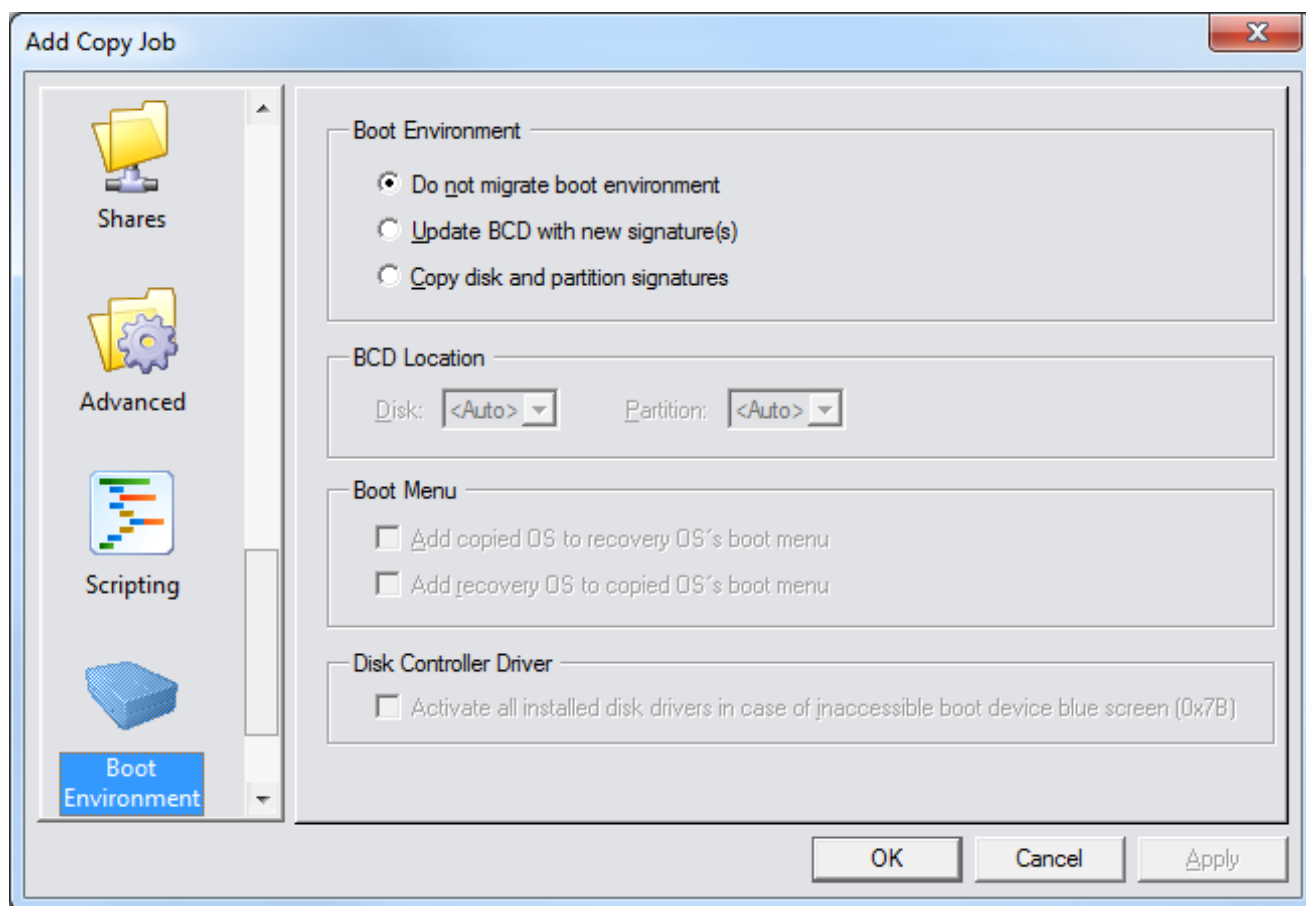 Add Copy Job
Shares
Advanced
Scripting
Boot
Environment
Boot Environment
Do not migrate boot environment
Update BCD with new signature(s)
Copy disk and partition signatures
BCD Location
Disk: <Auto> Partition: <Auto>
Boot Menu
Add copied OS to recovery OS´s boot menu
Add recovery OS to copied OS´s boot menu
Disk Controller Driver
Activate all installed disk drivers in case of inaccessible boot device blue screen (0x7B)
OK Cancel Apply